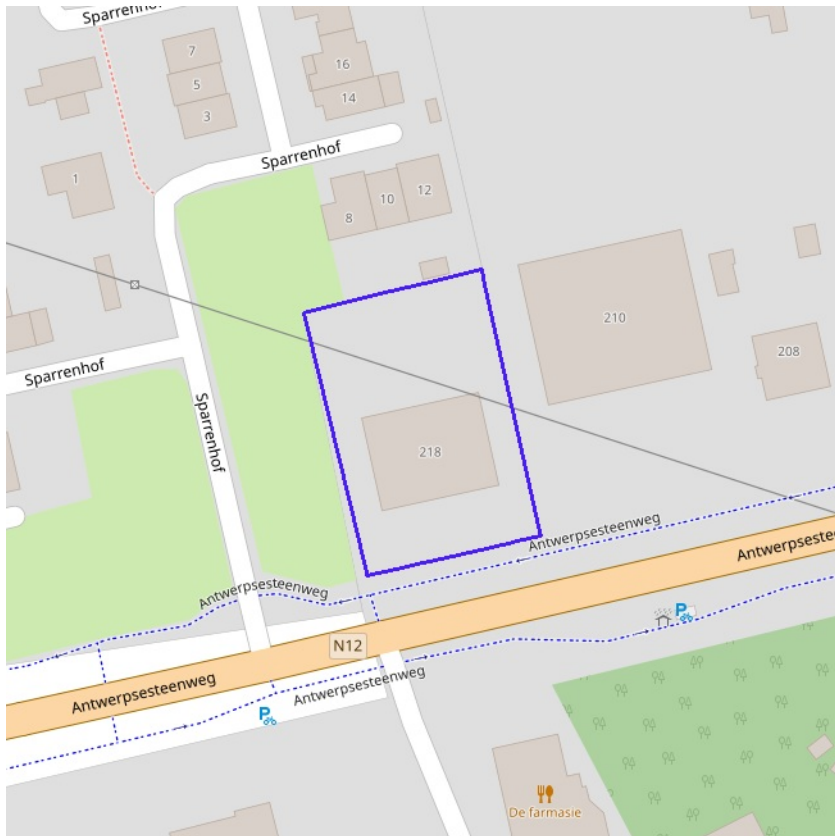 Sparrenhof
7
16
5
14
3
Sparrenhof
1
12
10
8
210
208
Sparrenhof
Sparrenhof
218
Antwerpsesteenweg
Antwerpseste
Antwerpsesteenweg
N12
Antwerpsesteenweg
Antwerpsesteenweg
P
P
De farmasie